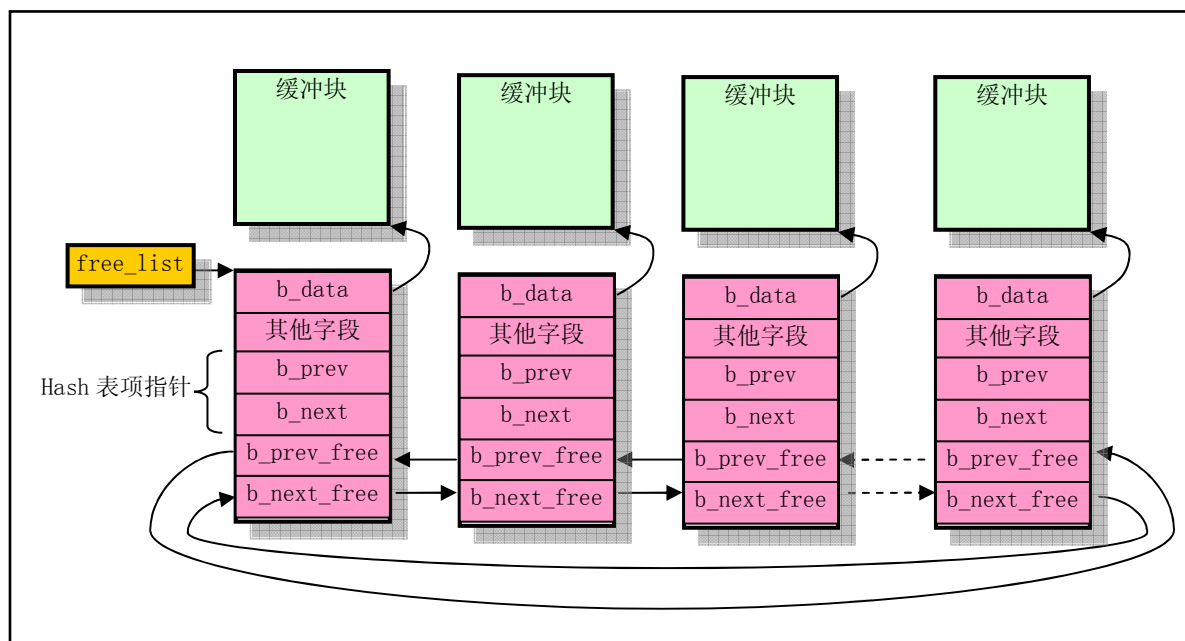 缓冲块 缓冲块 缓冲块 缓冲块
free_list
b_data b_data b_data b_data
其他字段 其他字段 其他字段 其他字段
b_prev b_prev b_prev b_prev
Hash 表项指针
b_next b_next b_next b_next
b_prev_free b_prev_free b_prev_free b_prev_free
b_next_free b_next_free b_next_free b_next_free